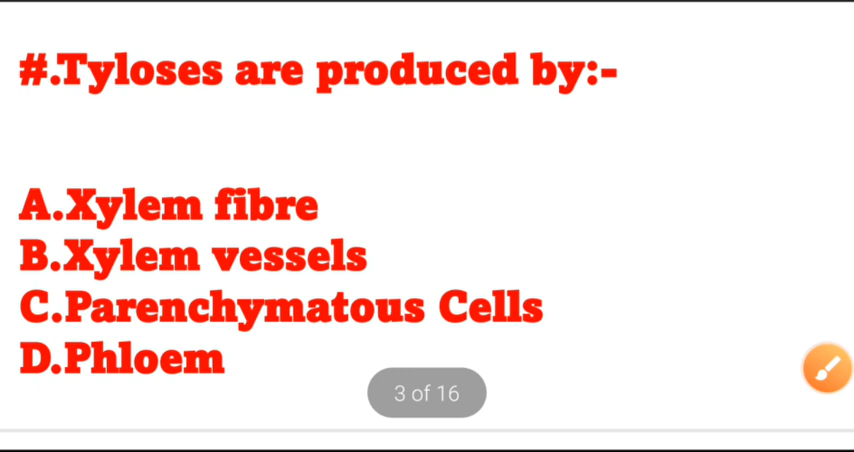 #.Tyloses are produced by:-
A.Xylem fibre
B.Xylem vessels
C.Parenchymatous Cells
D.Phloem
3 of 16